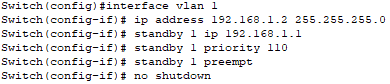 Switch(config)#interface vlan 1
Switch(config-if)# ip address 192.168.1.2 255.255.255.0
Switch(config-if)# standby 1 ip 192.168.1.1
Switch(config-if)# standby 1 priority 110
Switch(config-if)# standby 1 preempt
Switch(config-if)# no shutdown